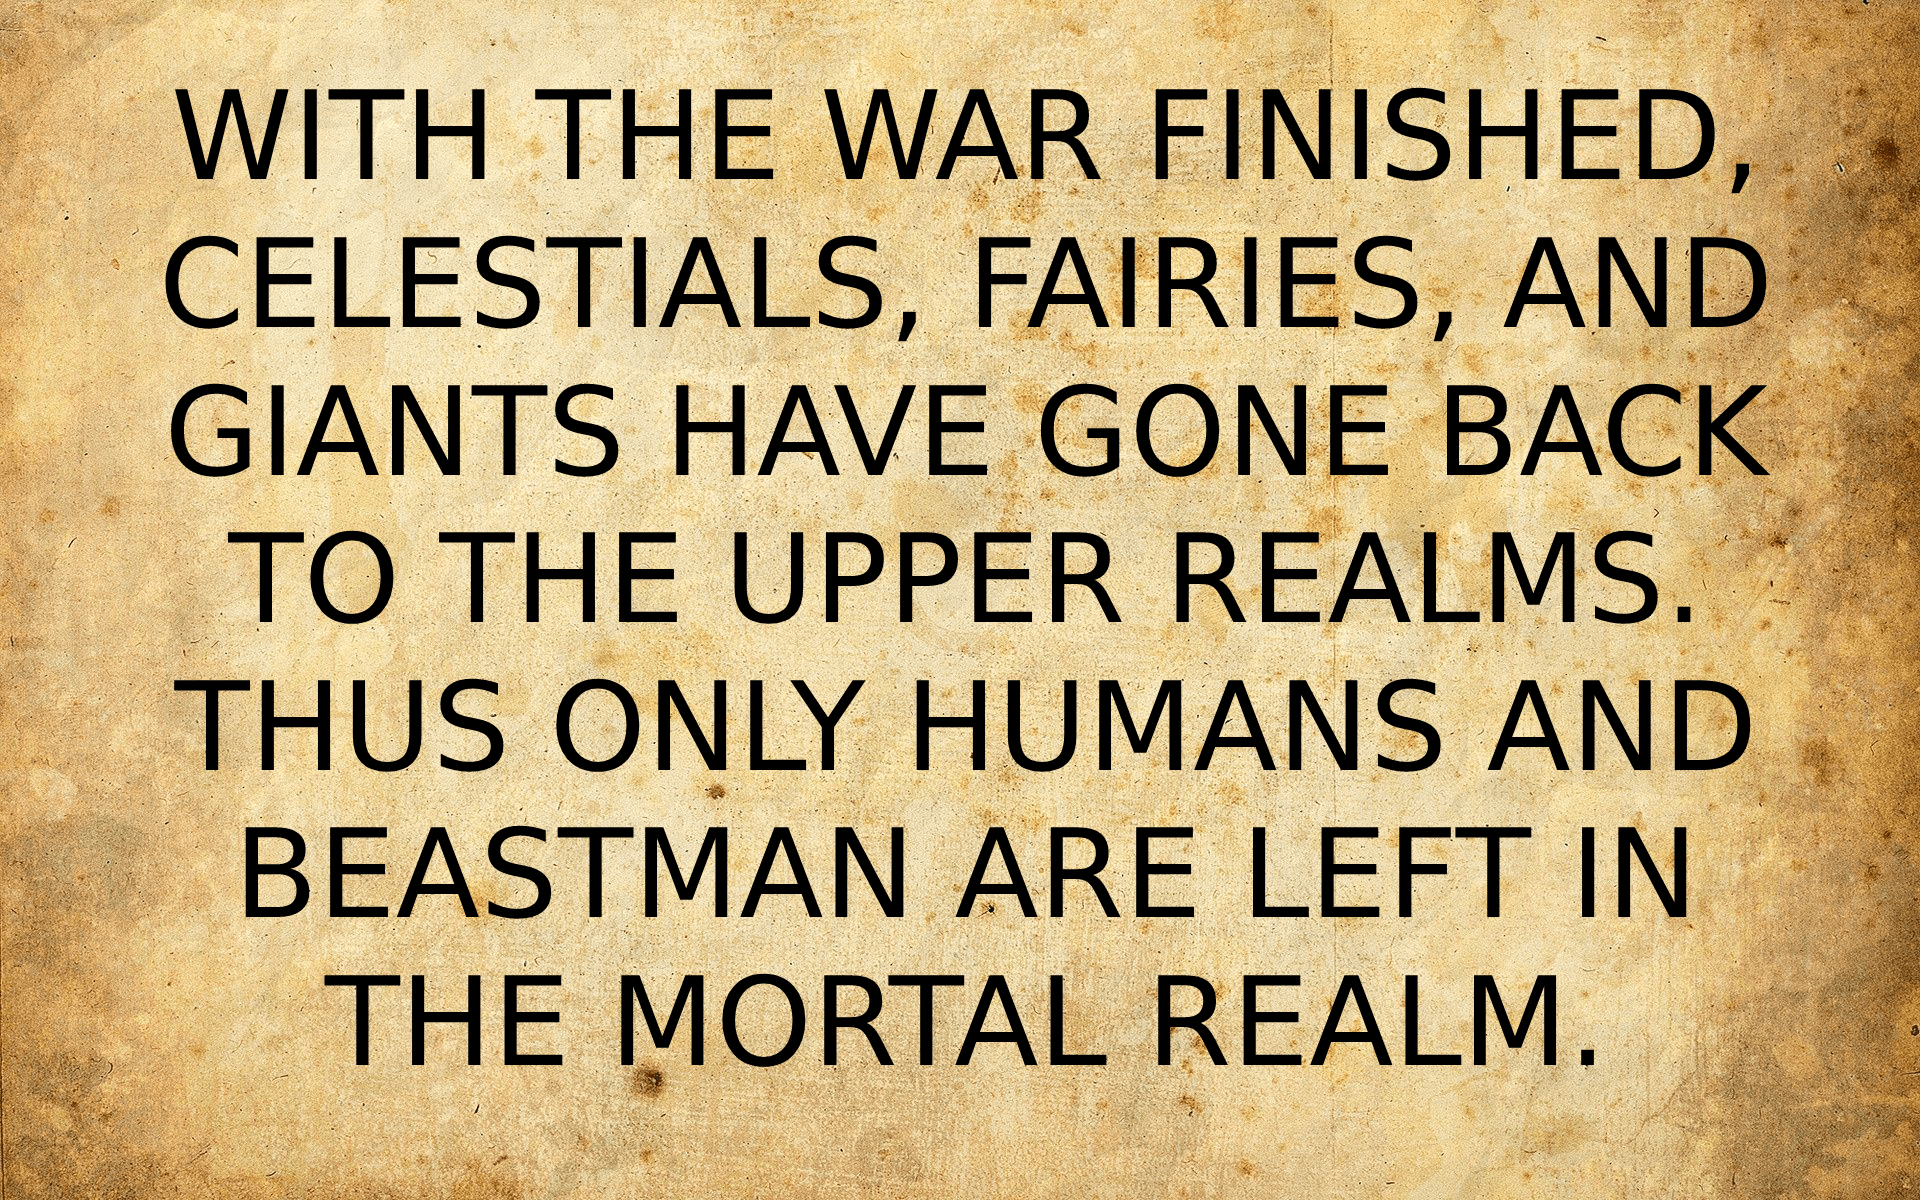 WITH THE WAR FINISHED,
CELESTIALS, FAIRIES, AND
GIANTS HAVE GONE BACK
TO THE UPPER REALMS.
THUS ONLY HUMANS AND
BEASTMAN ARE LEFT IN
THE MORTAL REALM.